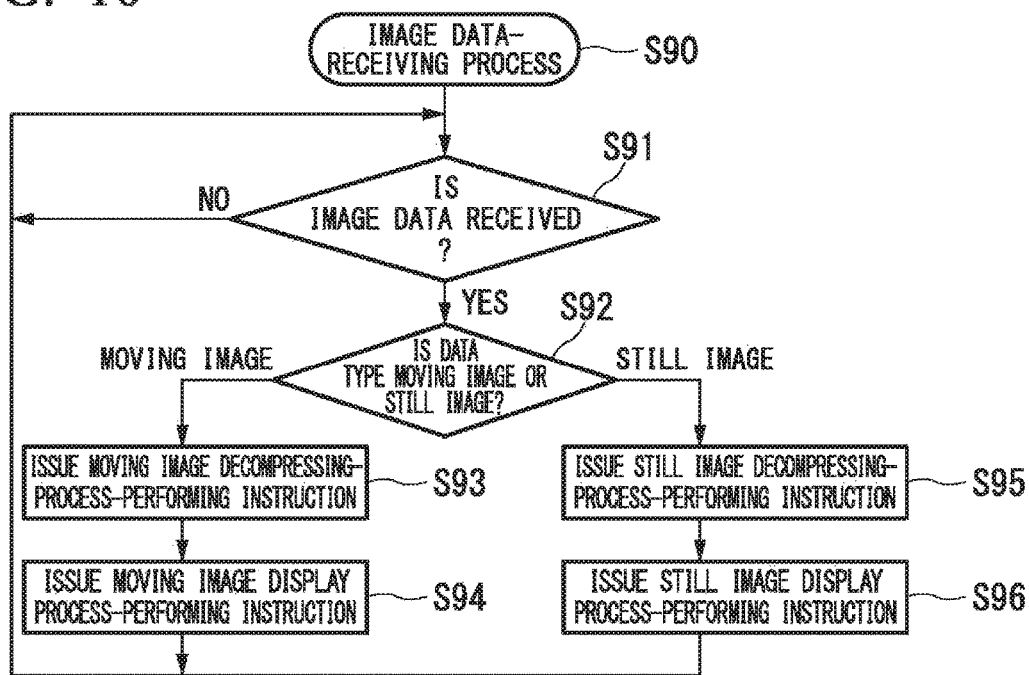 IMAGE DATA-
RECEIVING PROCESS
S90
S91
IS
IMAGE DATA RECEIVED
?
NO
YES
S92
MOVING IMAGE
IS DATA
TYPE MOVING IMAGE OR
STILL IMAGE?
STILL IMAGE
ISSUE MOVING IMAGE DECOMPRESSING-
PROCESS-PERFORMING INSTRUCTION
S93
ISSUE STILL IMAGE DECOMPRESSING-
PROCESS-PERFORMING INSTRUCTION
S95
ISSUE MOVING IMAGE DISPLAY
PROCESS-PERFORMING INSTRUCTION
S94
ISSUE STILL IMAGE DISPLAY
PROCESS-PERFORMING INSTRUCTION
S96